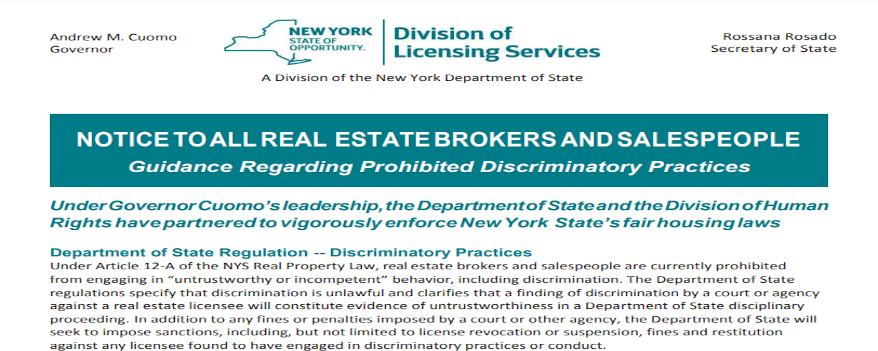 Andrew M. Cuomo
Governor
NEW YORK
STATE OF
OPPORTUNITY.
Division of
Licensing Services
Rossana Rosado
Secretary of State
A Division of the New York Department of State
NOTICE TO ALL REAL ESTATE BROKERS AND SALESPEOPLE
Guidance Regarding Prohibited Discriminatory Practices
Under Governor Cuomo's leadership, the Department of State and the Division of Human
Rights have partnered to vigorously enforce New York State's fair housing laws
Department of State Regulation -- Discriminatory Practices
Under Article 12-A of the NYS Real Property Law, real estate brokers and salespeople are currently prohibited
from engaging in “untrustworthy or incompetent” behavior, including discrimination. The Department of State
regulations specify that discrimination is unlawful and clarifies that a finding of discrimination by a court or agency
against a real estate licensee will constitute evidence of untrustworthiness in a Department of State disciplinary
proceeding. In addition to any fines or penalties imposed by a court or other agency, the Department of State will
seek to impose sanctions, including, but not limited to license revocation or suspension, fines and restitution
against any licensee found to have engaged in discriminatory practices or conduct.